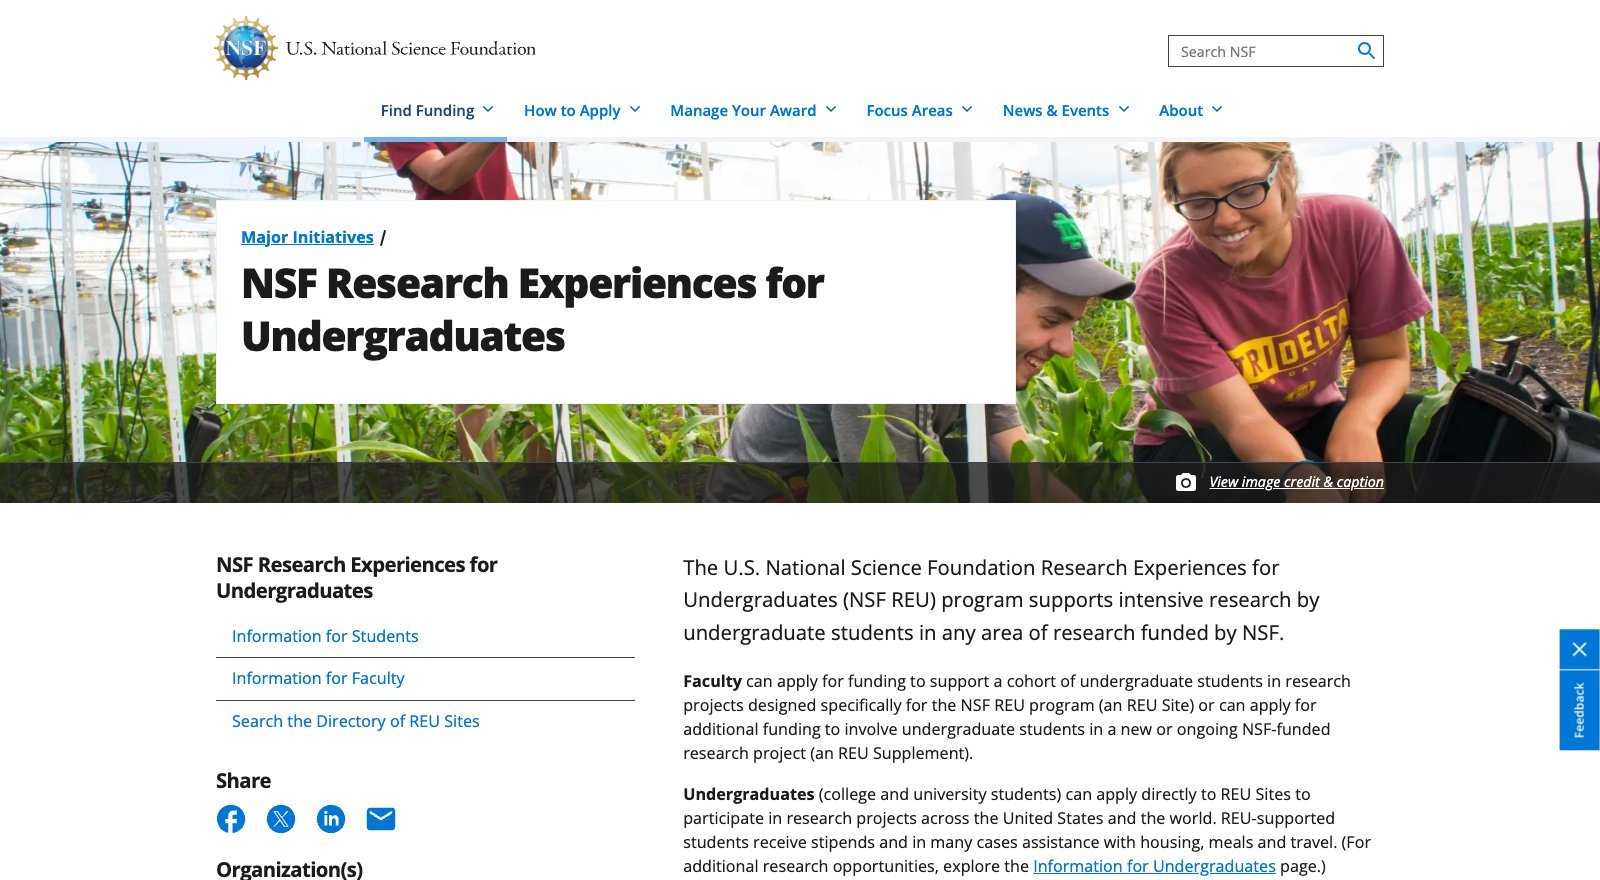 NSF
U.S. National Science Foundation
Search NSF
Find Funding
How to Apply
Manage Your Award
Focus Areas
News & Events
About
Major Initiatives /
NSF Research Experiences for
Undergraduates
TRI DELTA
View image credit & caption
NSF Research Experiences for
Undergraduates
Information for Students
Information for Faculty
Search the Directory of REU Sites
Share
Organization(s)
The U.S. National Science Foundation Research Experiences for
Undergraduates (NSF REU) program supports intensive research by
undergraduate students in any area of research funded by NSF.
Faculty can apply for funding to support a cohort of undergraduate students in research
projects designed specifically for the NSF REU program (an REU Site) or can apply for
additional funding to involve undergraduate students in a new or ongoing NSF-funded
research project (an REU Supplement).
Undergraduates (college and university students) can apply directly to REU Sites to
participate in research projects across the United States and the world. REU-supported
students receive stipends and in many cases assistance with housing, meals and travel. (For
additional research opportunities, explore the Information for Undergraduates page.)
Feedback